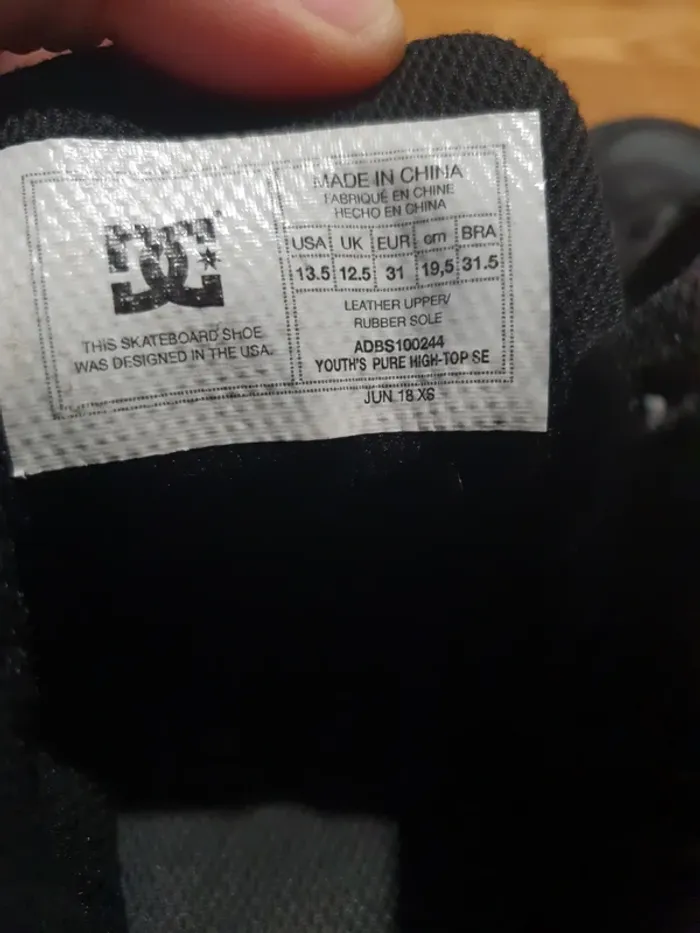 THIS SKATEBOARD SHOE
WAS DESIGNED IN THE USA.
MADE IN CHINA
FABRIQUÉ EN CHINE
HECHO EN CHINA
USA UK EUR cm BRA
13.5 12.5 31 19,5 31.5
LEATHER UPPER/
RUBBER SOLE
ADBS100244
YOUTH'S PURE HIGH-TOP SE
JUN 18 XS